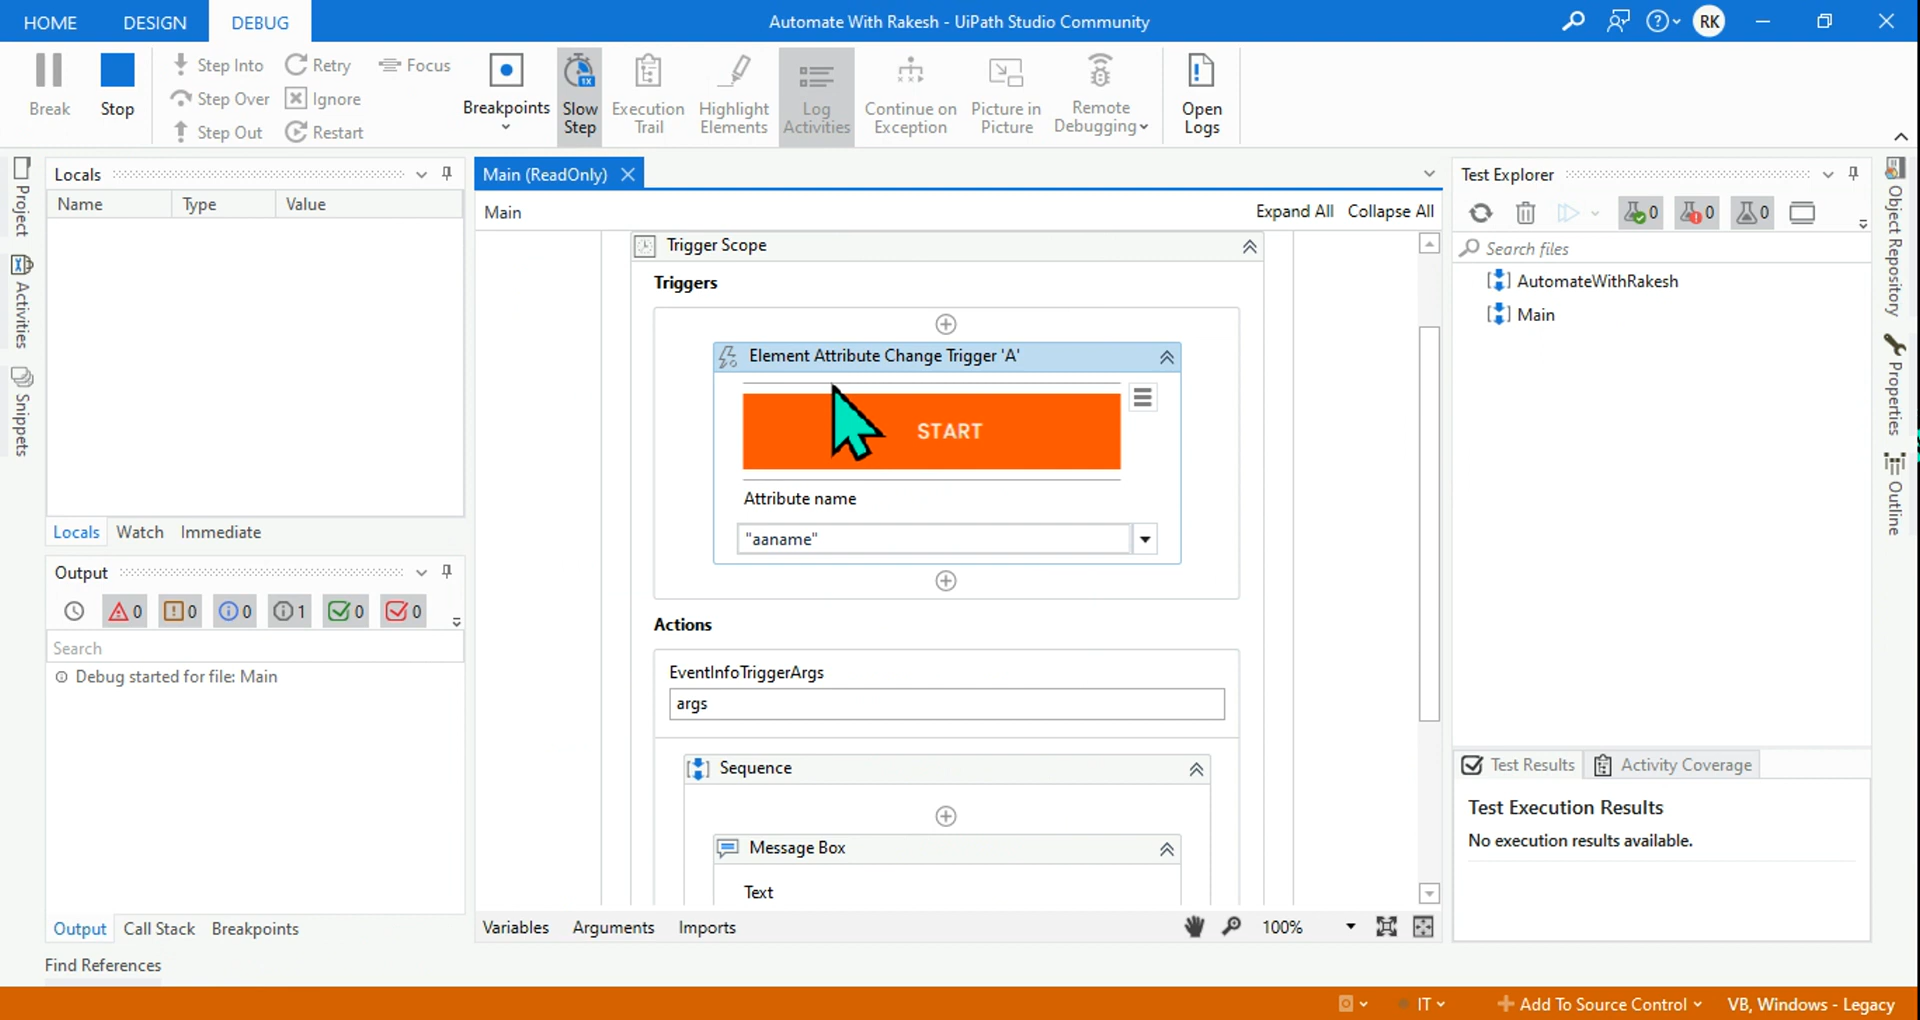 HOME DESIGN DEBUG Automate With Rakesh - UiPath Studio Community RK
Break Stop
Step Into Retry Focus
Step Over Ignore
Step Out Restart
Breakpoints
Slow Step
1X
Execution Trail
Highlight Elements
Log Activities
Continue on Exception
Picture in Picture
Remote Debugging
Open Logs
Project
Activities
Snippets
Locals
Name Type Value
Locals Watch Immediate
Output
0 0 0 1 0 0
Search
Debug started for file: Main
Output Call Stack Breakpoints
Find References
Main (ReadOnly)
Main Expand All Collapse All
Trigger Scope
Triggers
Element Attribute Change Trigger 'A'
START
Attribute name
"aaname"
Actions
EventInfoTriggerArgs
args
Sequence
Message Box
Text
Variables Arguments Imports 100%
Test Explorer
0 0 0
Search files
AutomateWithRakesh
Main
Test Results Activity Coverage
Test Execution Results
No execution results available.
Object Repository
Properties
Outline
IT Add To Source Control VB, Windows - Legacy